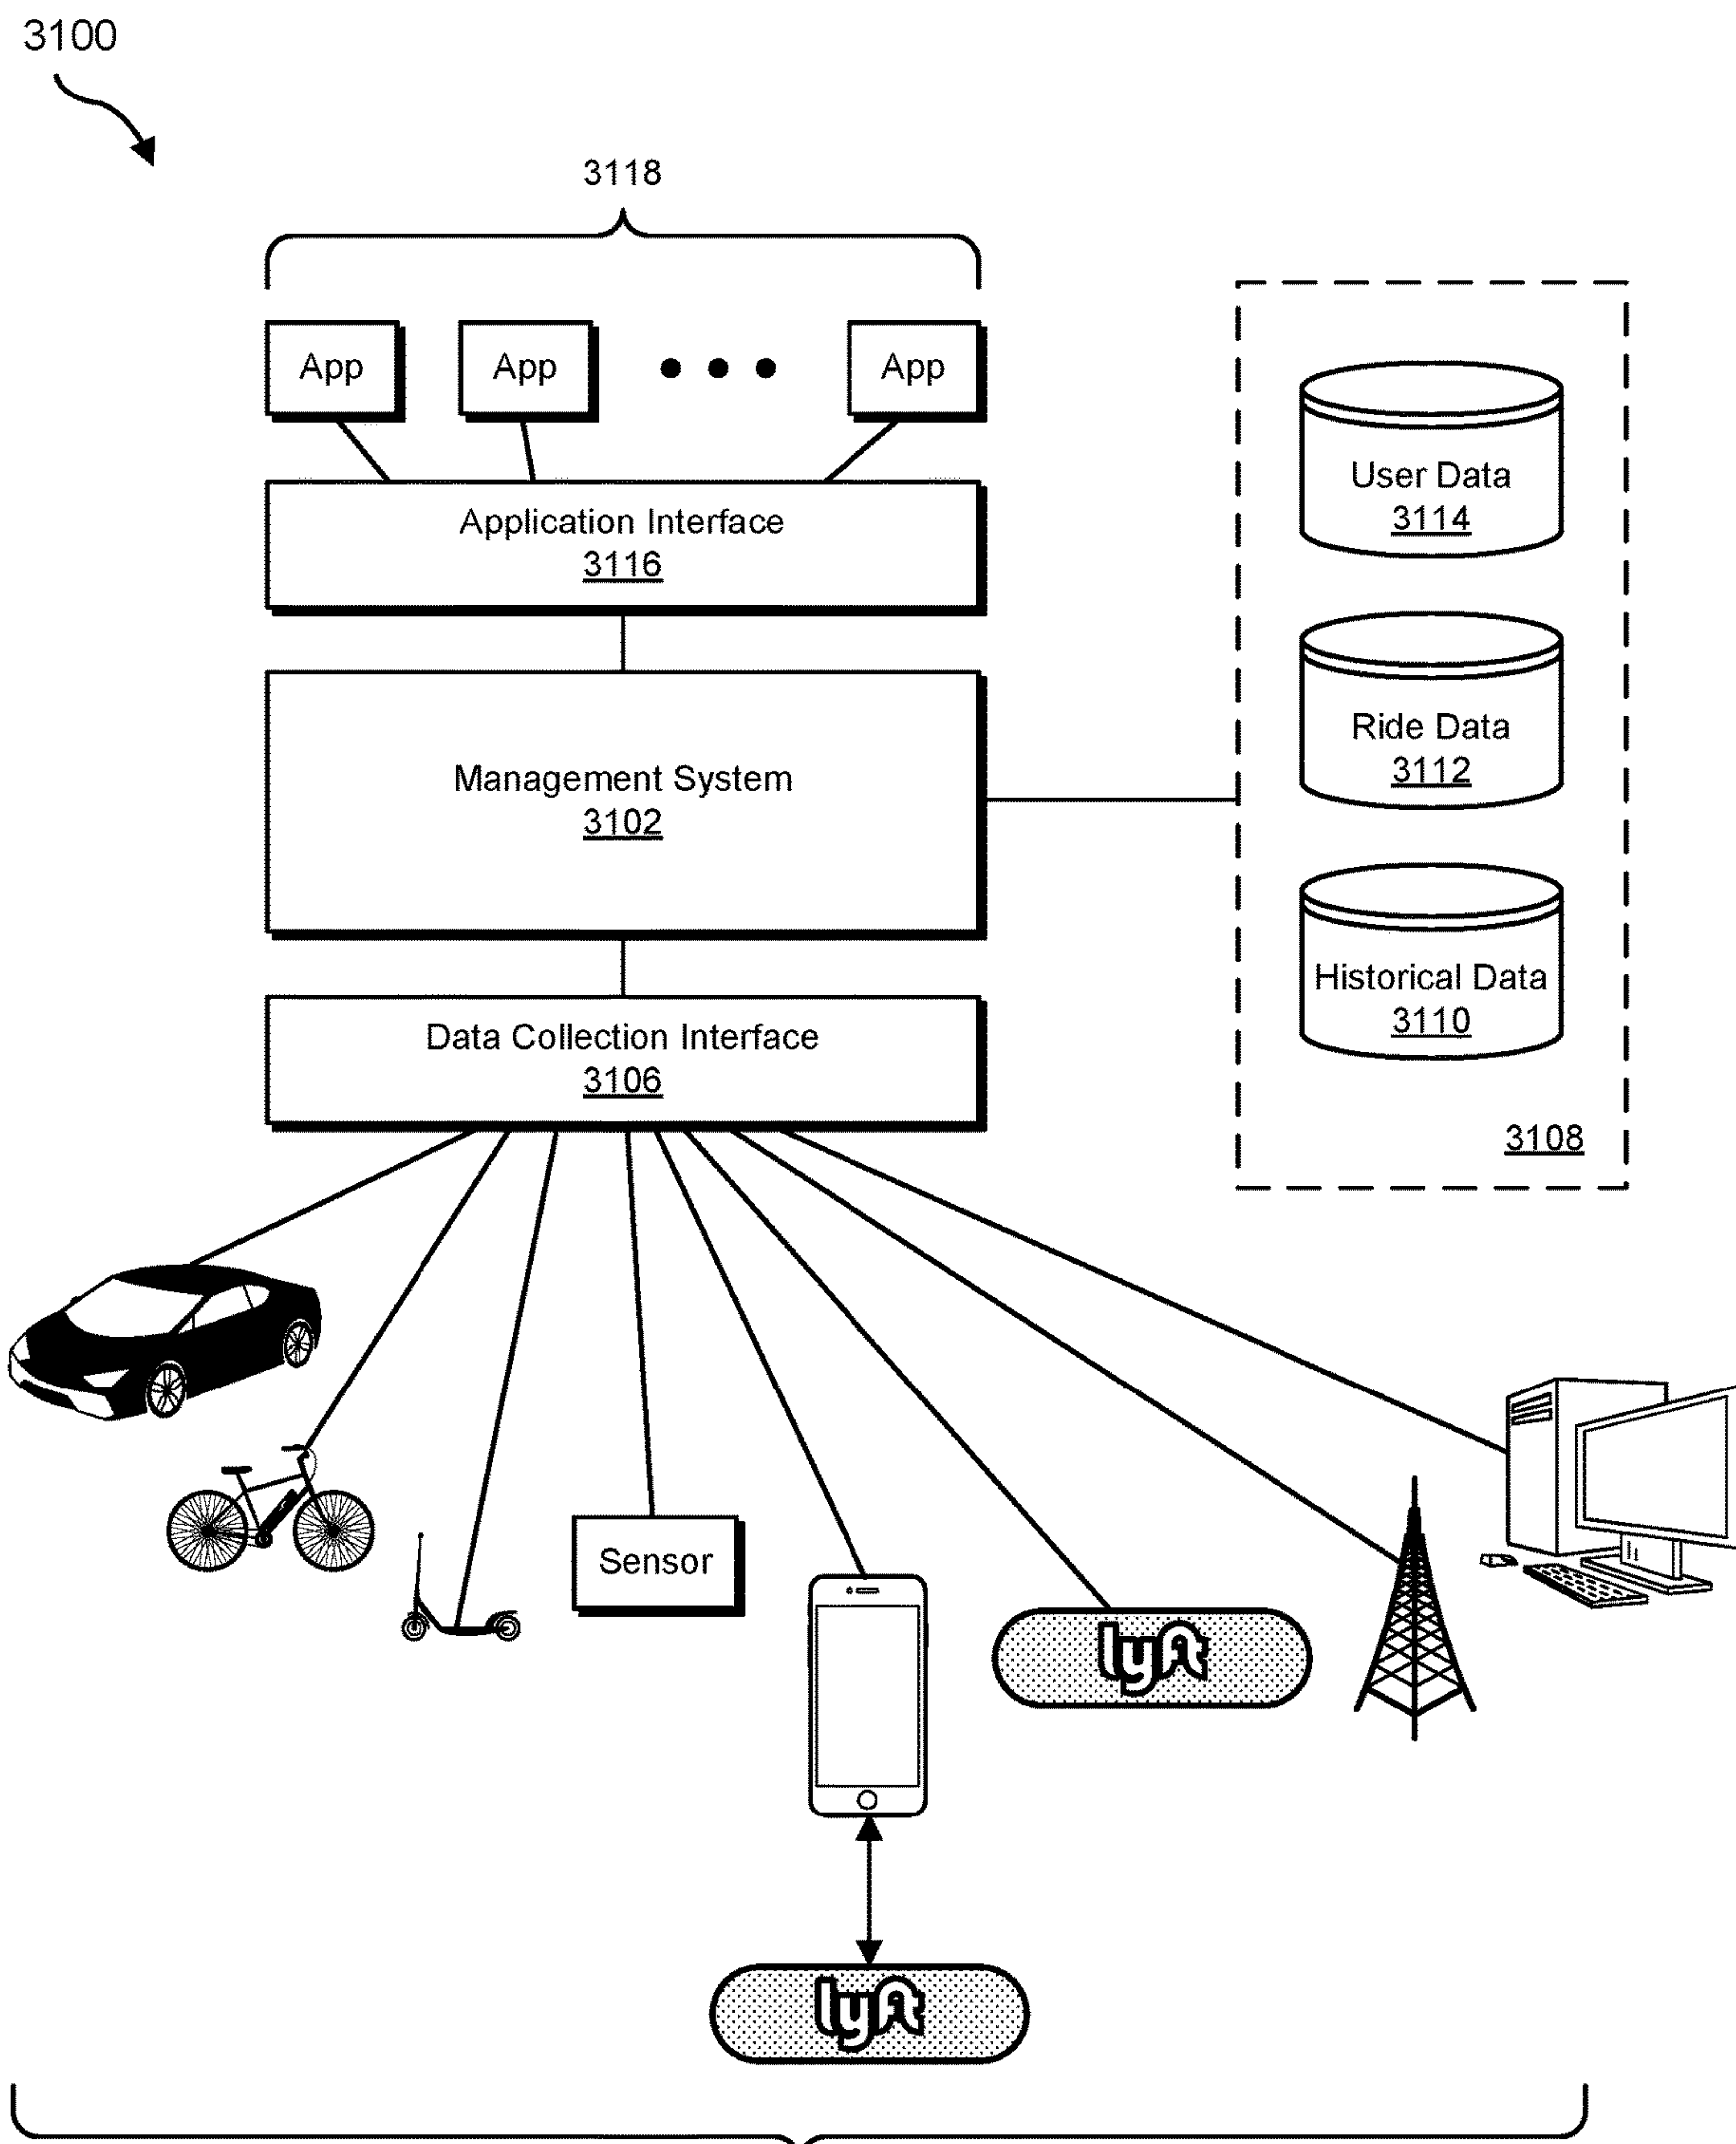 3100
3118
App App App
Application Interface
3116
Management System
3102
Data Collection Interface
3106
User Data
3114
Ride Data
3112
Historical Data
3110
3108
Sensor
lyft
lyft